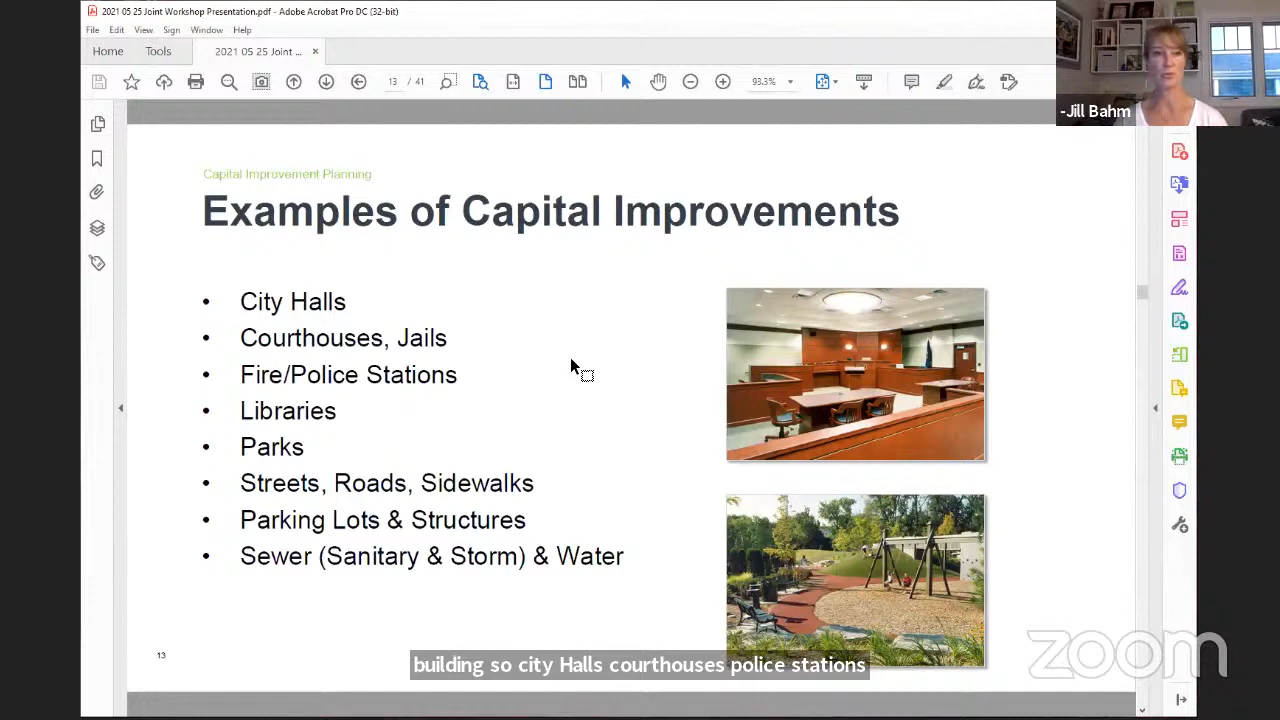 2021 05 25 Joint Workshop Presentation.pdf - Adobe Acrobat Pro DC (32-bit)
File Edit View Sign Window Help
Home Tools 2021 05 25 Joint ... ×
13 / 41 93.3%
-Jill Bahm
Capital Improvement Planning
Examples of Capital Improvements
• City Halls
• Courthouses, Jails
• Fire/Police Stations
• Libraries
• Parks
• Streets, Roads, Sidewalks
• Parking Lots & Structures
• Sewer (Sanitary & Storm) & Water
13
building so city Halls courthouses police stations
zoom